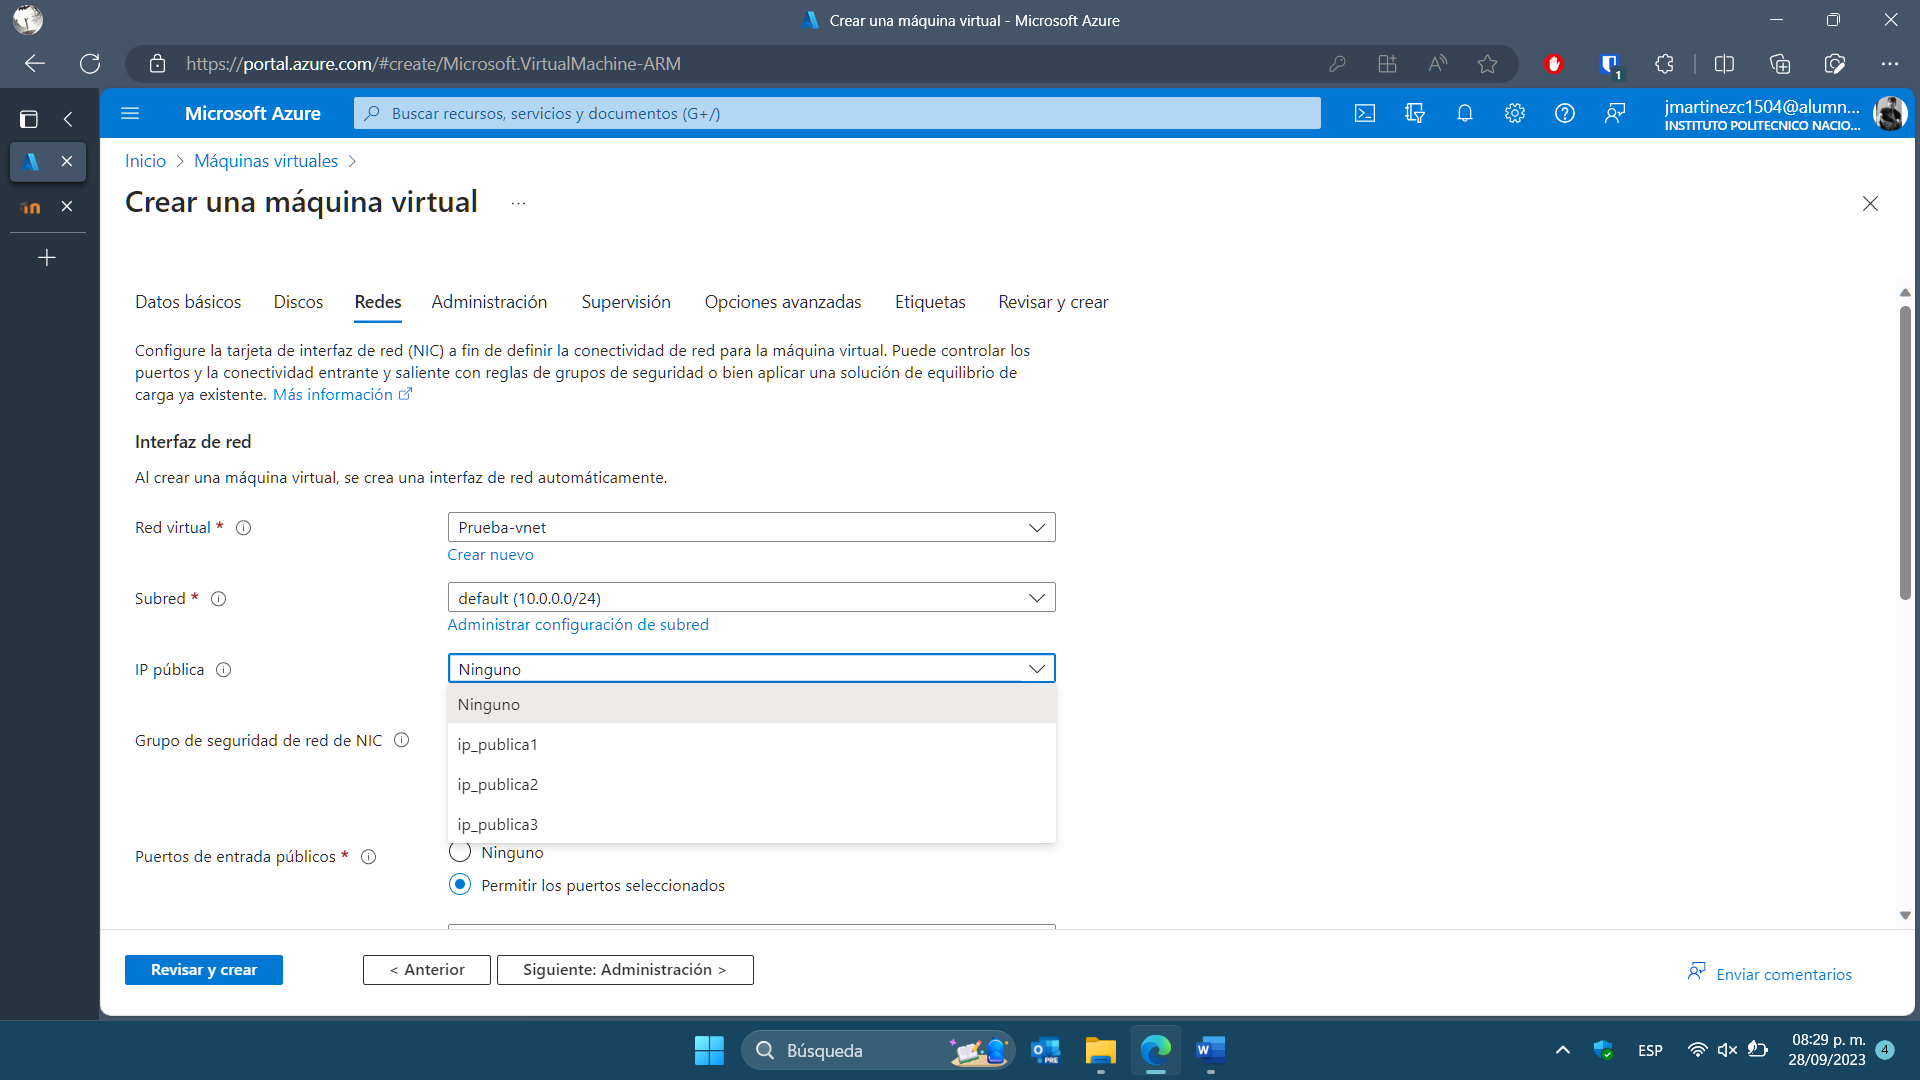 Crear una máquina virtual - Microsoft Azure
https://portal.azure.com/#create/Microsoft.VirtualMachine-ARM
1
Microsoft Azure
Buscar recursos, servicios y documentos (G+/)
jmartinezc1504@alumn...
INSTITUTO POLITECNICO NACIO...
Inicio > Máquinas virtuales >
Crear una máquina virtual ...
Datos básicos Discos Redes Administración Supervisión Opciones avanzadas Etiquetas Revisar y crear
Configure la tarjeta de interfaz de red (NIC) a fin de definir la conectividad de red para la máquina virtual. Puede controlar los
puertos y la conectividad entrante y saliente con reglas de grupos de seguridad o bien aplicar una solución de equilibrio de
carga ya existente. Más información
Interfaz de red
Al crear una máquina virtual, se crea una interfaz de red automáticamente.
Red virtual *
Prueba-vnet
Crear nuevo
Subred *
default (10.0.0.0/24)
Administrar configuración de subred
IP pública
Ninguno
Ninguno
ip_publica1
ip_publica2
ip_publica3
Grupo de seguridad de red de NIC
Puertos de entrada públicos *
Ninguno
Permitir los puertos seleccionados
Revisar y crear
< Anterior
Siguiente: Administración >
Enviar comentarios
Búsqueda
PRE
ESP
08:29 p. m.
28/09/2023
4